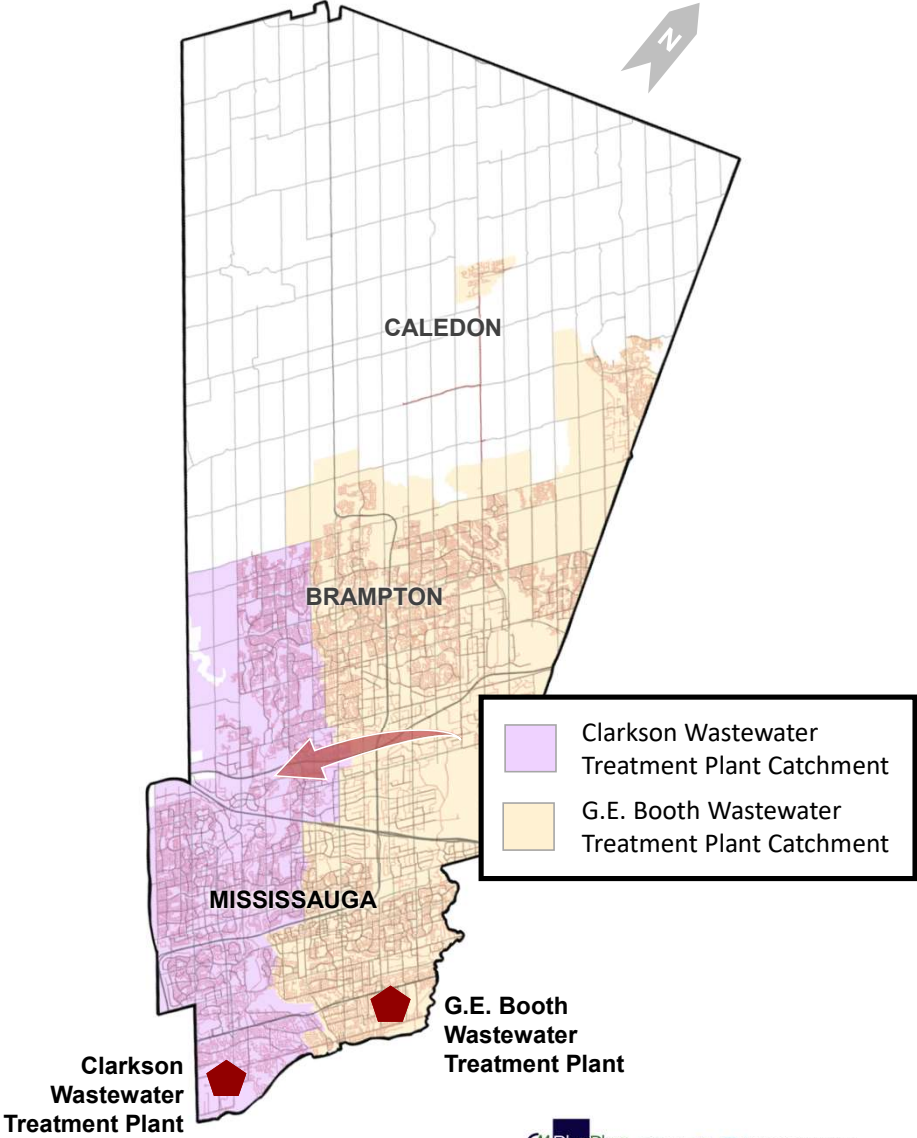 N
CALEDON
BRAMPTON
Clarkson Wastewater
Treatment Plant Catchment
G.E. Booth Wastewater
Treatment Plant Catchment
MISSISSAUGA
G.E. Booth
Wastewater
Treatment Plant
Clarkson
Wastewater
Treatment Plant